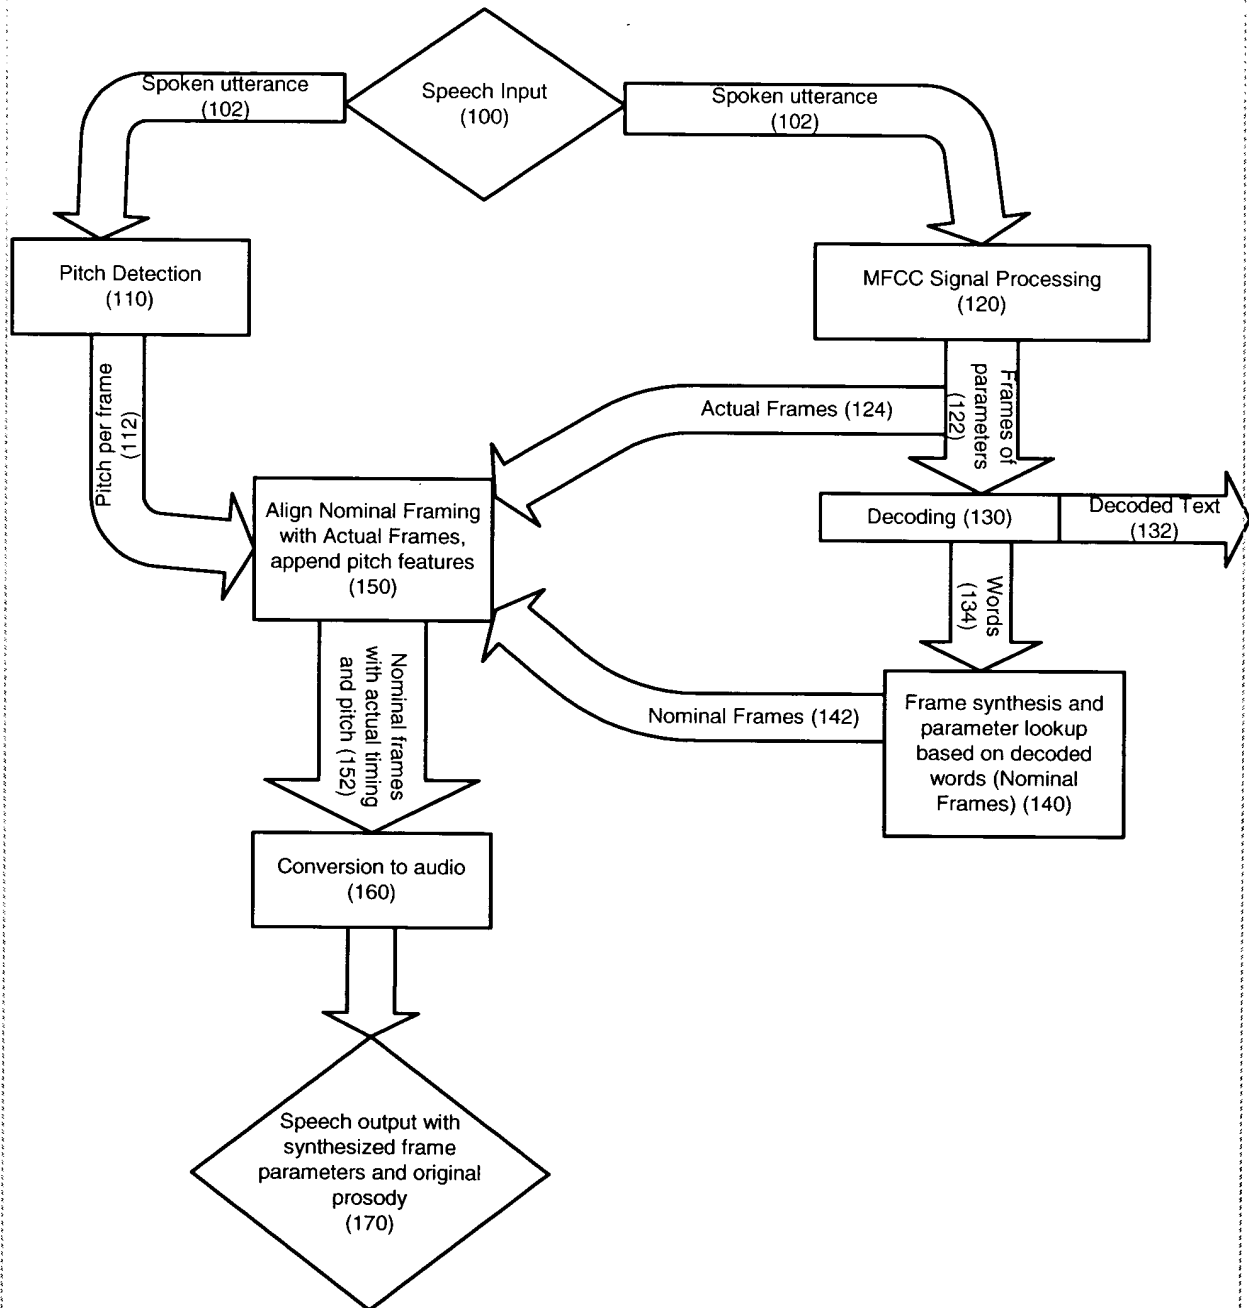 Speech Input
(100)
Spoken utterance
(102)
Spoken utterance
(102)
Pitch Detection
(110)
MFCC Signal Processing
(120)
Pitch per frame
(112)
Frames of
parameters
(122)
Actual Frames (124)
Decoding (130)
Decoded Text
(132)
Words
(134)
Align Nominal Framing
with Actual Frames,
append pitch features
(150)
Nominal Frames (142)
Frame synthesis and
parameter lookup
based on decoded
words (Nominal
Frames) (140)
Nominal frames
with actual timing
and pitch (152)
Conversion to audio
(160)
Speech output with
synthesized frame
parameters and original
prosody
(170)